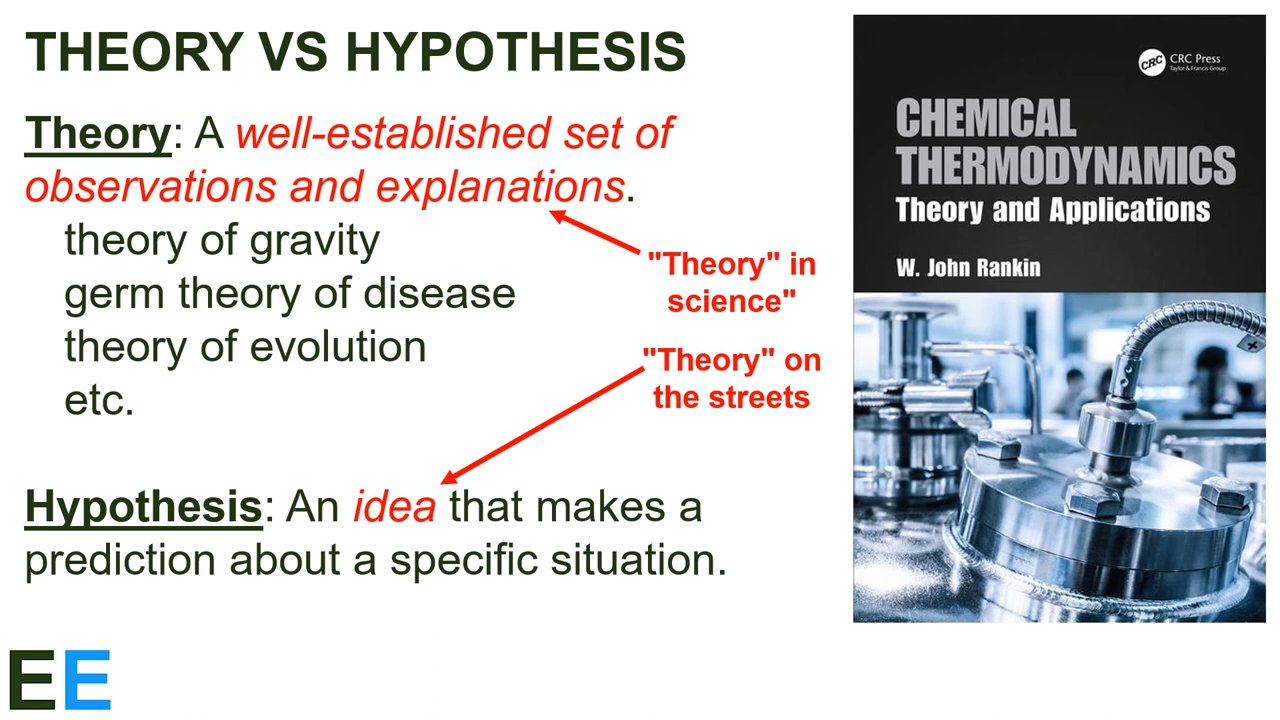 THEORY VS HYPOTHESIS
Theory: A well-established set of
observations and explanations.
theory of gravity
germ theory of disease
theory of evolution
etc.
"Theory" in
science"
"Theory" on
the streets
Hypothesis: An idea that makes a
prediction about a specific situation.
EE
CRC
CRC Press
Taylor & Francis Group
CHEMICAL
THERMODYNAMICS
Theory and Applications
W. John Rankin